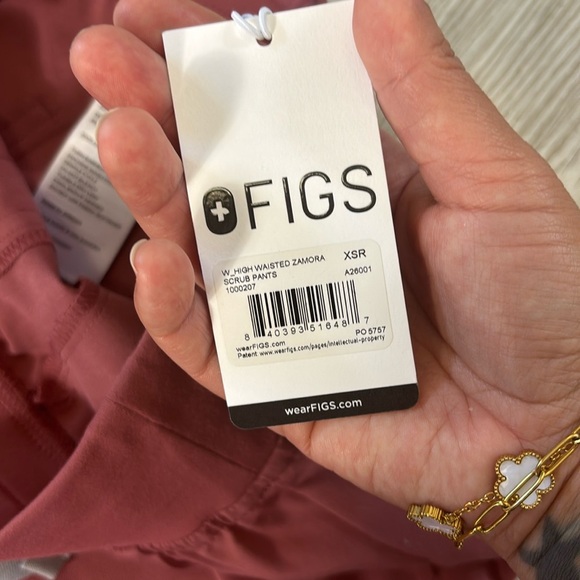 FIGS
W_HIGH WAISTED ZAMORA XSR
SCRUB PANTS A26001
1000207
8 40393 51648 7
wearFIGS.com PO 5757
Patent www.wearfigs.com/pages/intellectual-property
wearFIGS.com